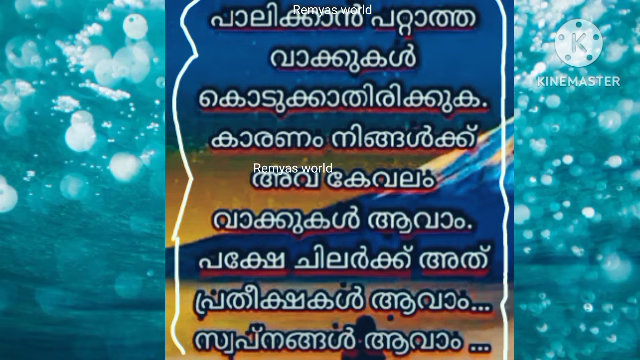 Remyas world
പാലിക്കാൻ പറ്റാത്ത
വാക്കുകൾ
കൊടുക്കാതിരിക്കുക.
കാരണം നിങ്ങൾക്ക്
Remyas world
അവ കേവലം
വാക്കുകൾ ആവാം.
പക്ഷേ ചിലർക്ക് അത്
പ്രതീക്ഷകൾ ആവാം...
സ്വപ്നങ്ങൾ ആവാം ...
K
KINEMASTER